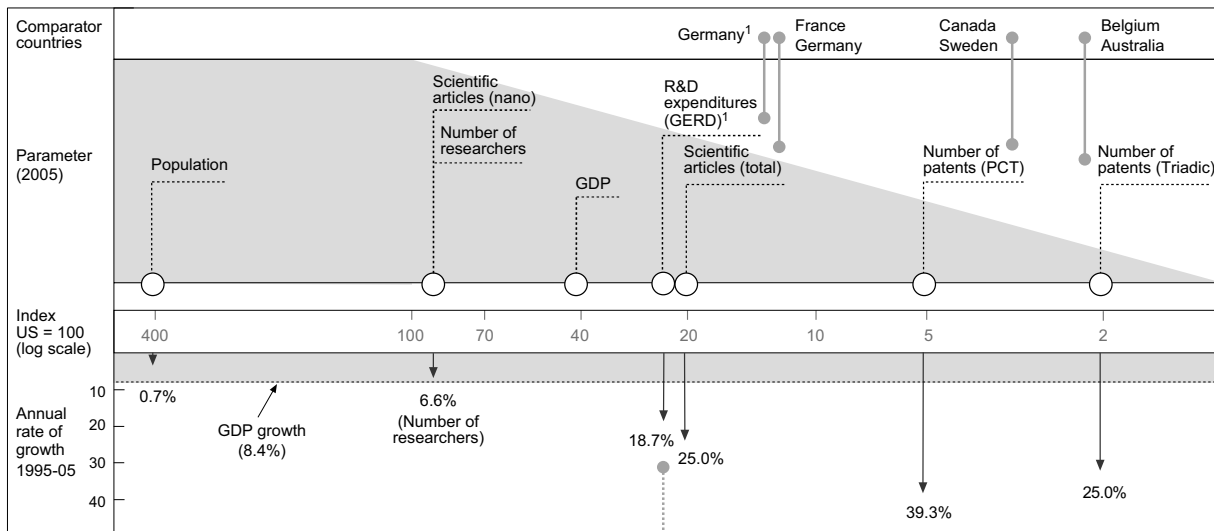 Comparator
countries
Germany1
France
Germany
Canada
Sweden
Belgium
Australia
Parameter
(2005)
Population
Scientific
articles (nano)
Number of
researchers
GDP
R&D
expenditures
(GERD)1
Scientific
articles (total)
Number of
patents (PCT)
Number of
patents (Triadic)
Index
US = 100
(log scale)
400
100
70
40
20
10
5
2
Annual
rate of
growth
1995-05
10
20
30
40
0.7%
GDP growth
(8.4%)
6.6%
(Number of
researchers)
18.7%
25.0%
39.3%
25.0%